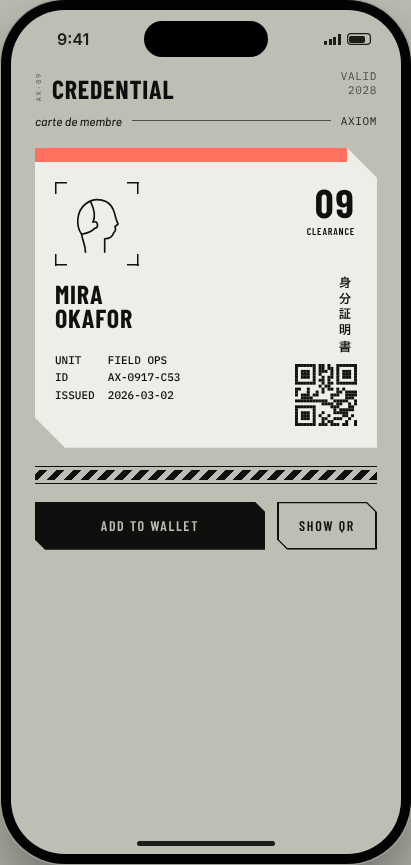 9:41
AX·09
CREDENTIAL
VALID
2028
carte de membre
AXIOM
09
CLEARANCE
MIRA
OKAFOR
身分証明書
UNIT FIELD OPS
ID AX-0917-C53
ISSUED 2026-03-02
ADD TO WALLET
SHOW QR